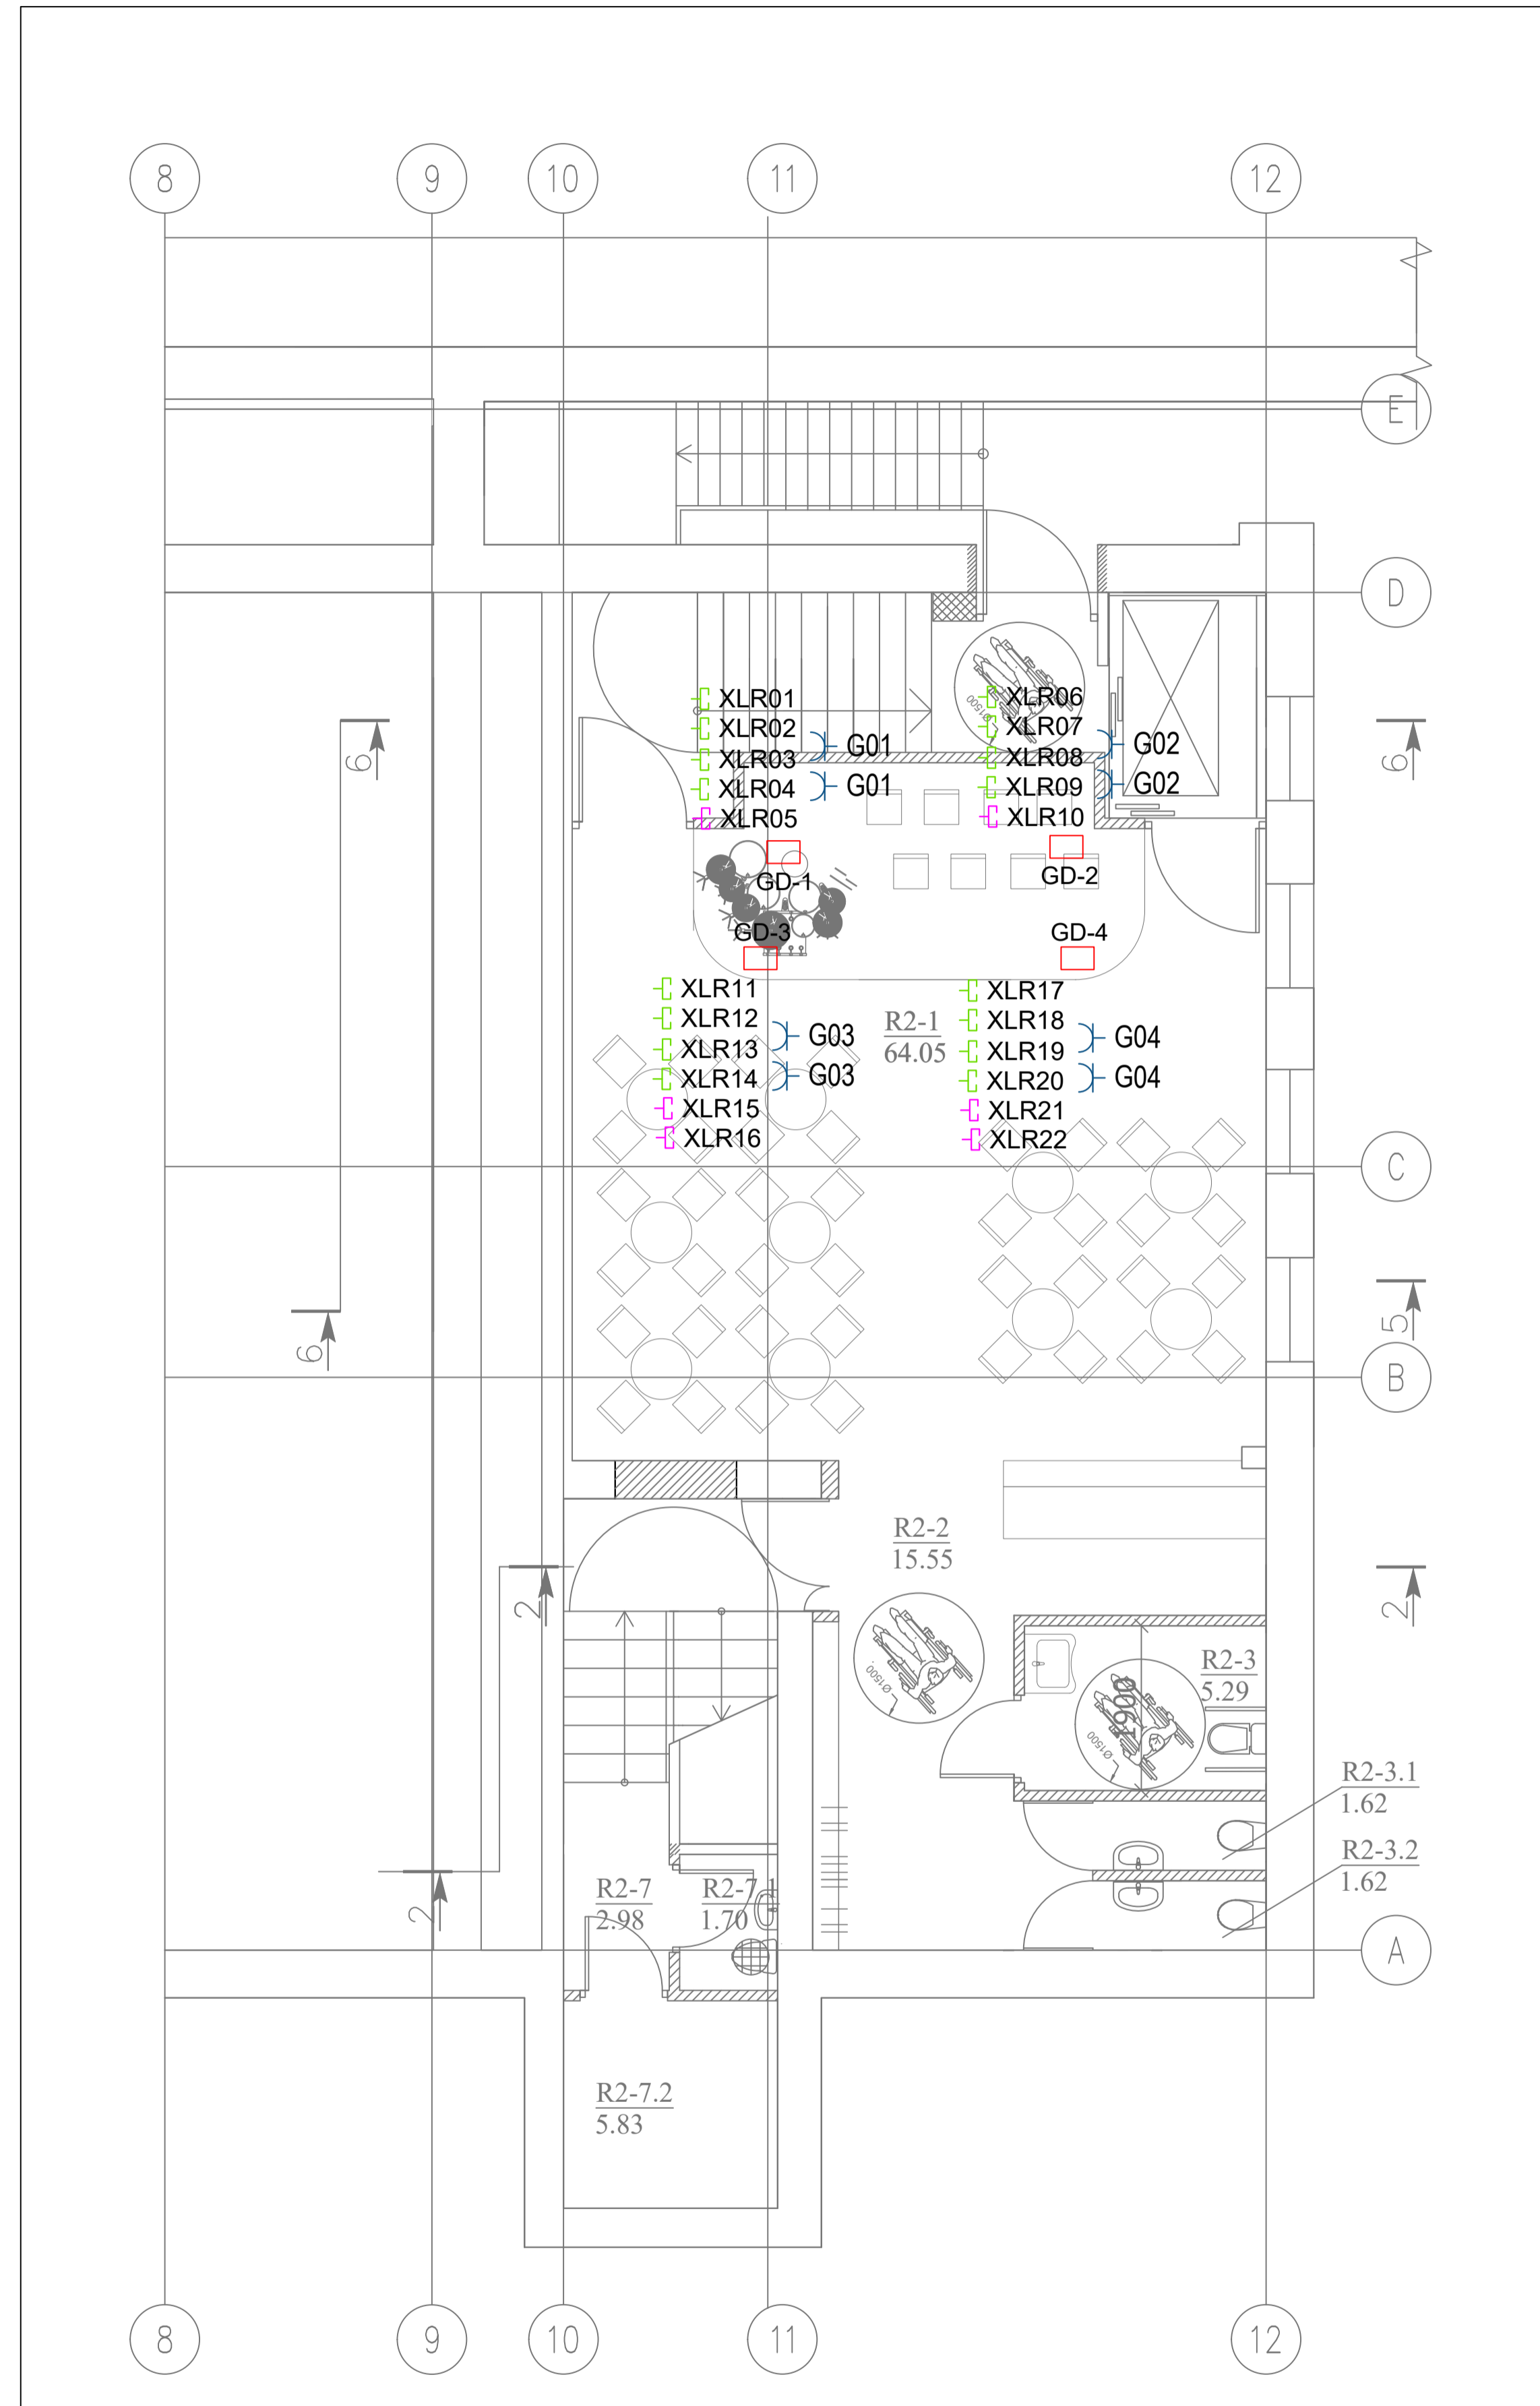 8
9
10
11
12
E
D
6
6
XLR01
XLR02
XLR03
XLR04
XLR05
G01
G01
Ø1500
XLR06
XLR07
XLR08
XLR09
XLR10
G02
G02
GD-1
GD-2
GD-3
GD-4
XLR11
XLR12
XLR13
XLR14
XLR15
XLR16
G03
G03
R2-1
64.05
XLR17
XLR18
XLR19
XLR20
XLR21
XLR22
G04
G04
C
6
5
B
R2-2
15.55
2
2
Ø1500
R2-3
5.29
1900
Ø1500
R2-3.1
1.62
R2-3.2
1.62
2
R2-7
2.98
R2-7.1
1.70
A
R2-7.2
5.83
8
9
10
11
12